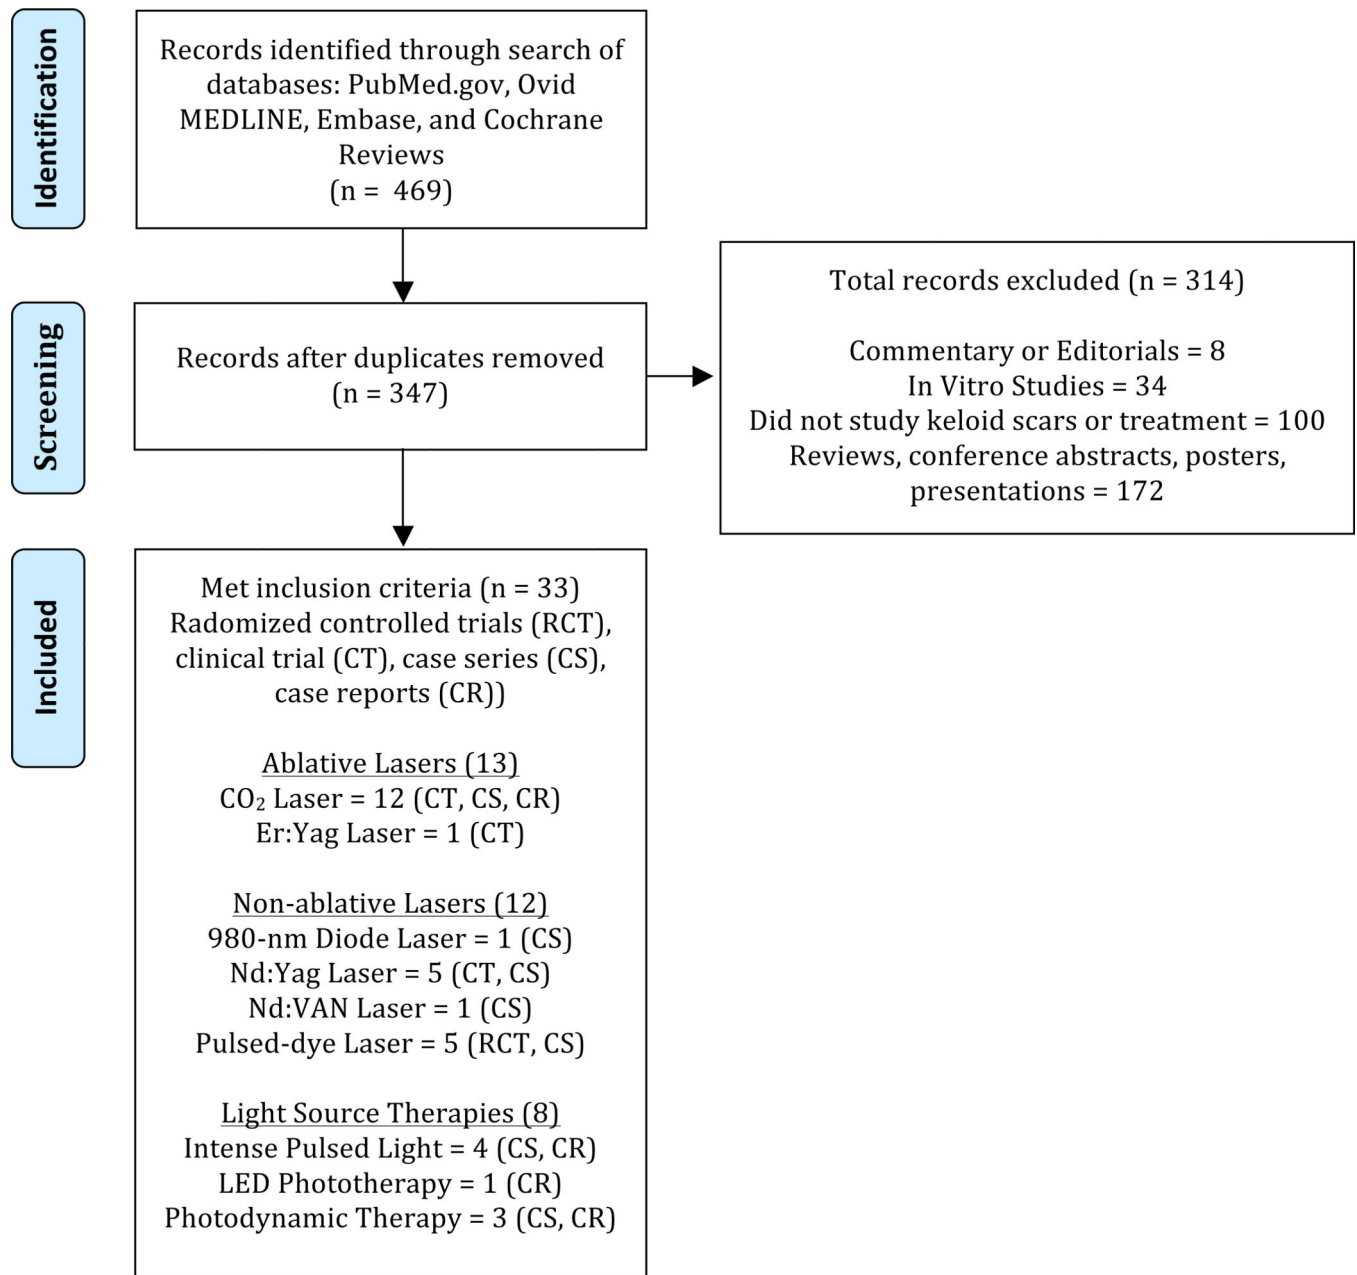 Identification
Records identified through search of
databases: PubMed.gov, Ovid
MEDLINE, Embase, and Cochrane
Reviews
(n =  469)
Screening
Records after duplicates removed
(n = 347)
Total records excluded (n = 314)
Commentary or Editorials = 8
In Vitro Studies = 34
Did not study keloid scars or treatment = 100
Reviews, conference abstracts, posters,
presentations = 172
Included
Met inclusion criteria (n = 33)
Radomized controlled trials (RCT),
clinical trial (CT), case series (CS),
case reports (CR))
Ablative Lasers (13)
CO₂ Laser = 12 (CT, CS, CR)
Er:Yag Laser = 1 (CT)
Non-ablative Lasers (12)
980-nm Diode Laser = 1 (CS)
Nd:Yag Laser = 5 (CT, CS)
Nd:VAN Laser = 1 (CS)
Pulsed-dye Laser = 5 (RCT, CS)
Light Source Therapies (8)
Intense Pulsed Light = 4 (CS, CR)
LED Phototherapy = 1 (CR)
Photodynamic Therapy = 3 (CS, CR)